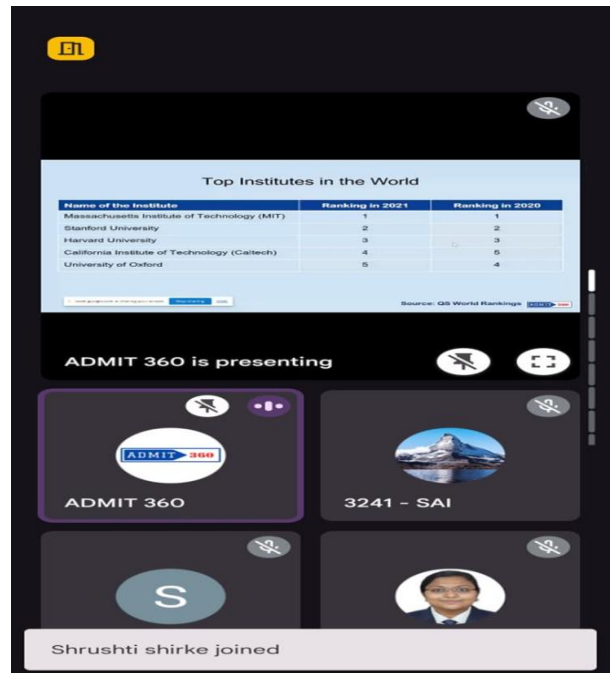 Top Institutes in the World
Name of the Institute Ranking in 2021 Ranking in 2020
Massachusetts Institute of Technology (MIT) 1 1
Stanford University 2 2
Harvard University 3 3
California Institute of Technology (Caltech) 4 5
University of Oxford 5 4
Source: QS World Rankings
ADMIT 360 is presenting
ADMIT 360
ADMIT 360
3241 - SAI
S
Shrushti shirke joined